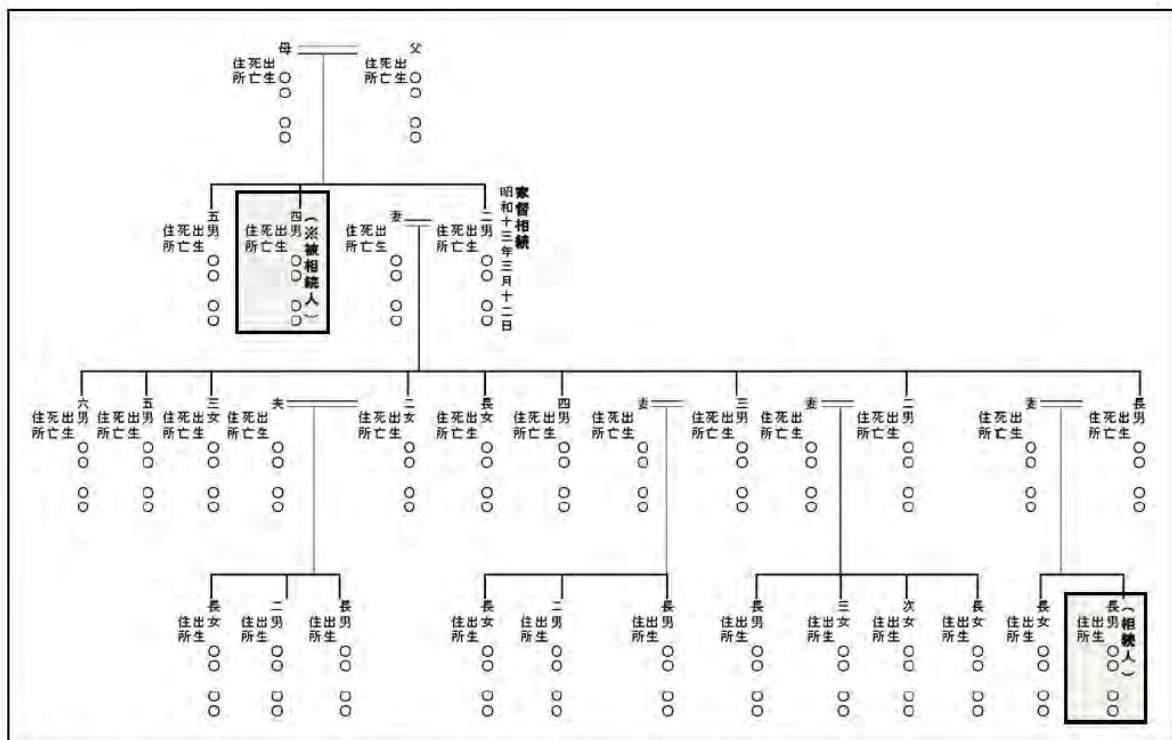 父 ○○ ○○
出生
死亡
住所
母 ○○ ○○
出生
死亡
住所
家督相続
昭和十三年三月十二日
二男 ○○ ○○
出生
死亡
住所
妻 ○○ ○○
出生
死亡
住所
(※被相続人)
四男 ○○ ○○
出生
死亡
住所
五男 ○○ ○○
出生
死亡
住所
長男 ○○ ○○
出生
死亡
住所
妻 ○○ ○○
出生
死亡
住所
二男 ○○ ○○
出生
死亡
住所
妻 ○○ ○○
出生
死亡
住所
三男 ○○ ○○
出生
死亡
住所
妻 ○○ ○○
出生
死亡
住所
四男 ○○ ○○
出生
死亡
住所
長女 ○○ ○○
出生
死亡
住所
二女 ○○ ○○
出生
死亡
住所
夫 ○○ ○○
出生
死亡
住所
三女 ○○ ○○
出生
死亡
住所
五男 ○○ ○○
出生
死亡
住所
六男 ○○ ○○
出生
死亡
住所
(相続人)
長男 ○○ ○○
出生
住所
長女 ○○ ○○
出生
住所
長女 ○○ ○○
出生
住所
次女 ○○ ○○
出生
住所
三女 ○○ ○○
出生
住所
長男 ○○ ○○
出生
住所
長男 ○○ ○○
出生
住所
二男 ○○ ○○
出生
住所
長女 ○○ ○○
出生
住所
長男 ○○ ○○
出生
住所
二男 ○○ ○○
出生
住所
長女 ○○ ○○
出生
住所